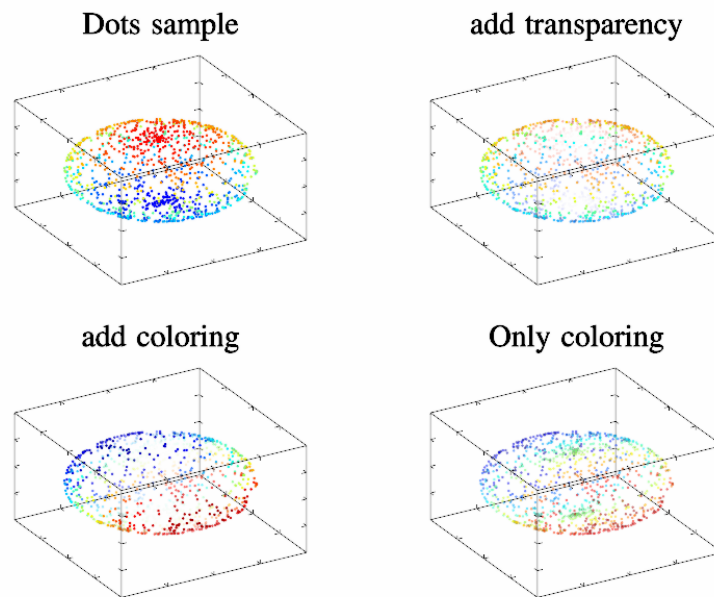 Dots sample
add transparency
add coloring
Only coloring